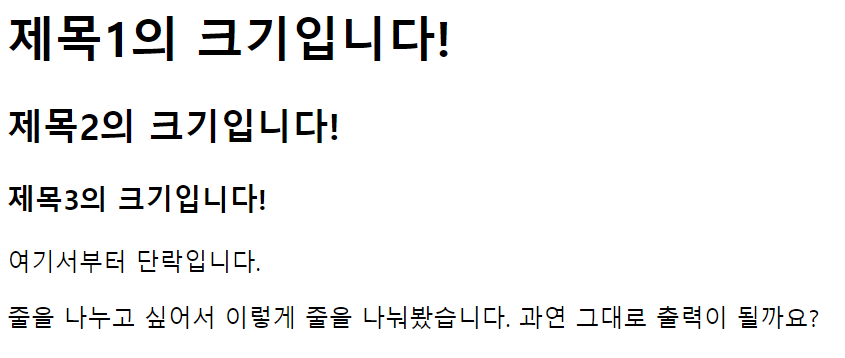 제목1의 크기입니다!
제목2의 크기입니다!
제목3의 크기입니다!
여기서부터 단락입니다.
줄을 나누고 싶어서 이렇게 줄을 나눠봤습니다. 과연 그대로 출력이 될까요?